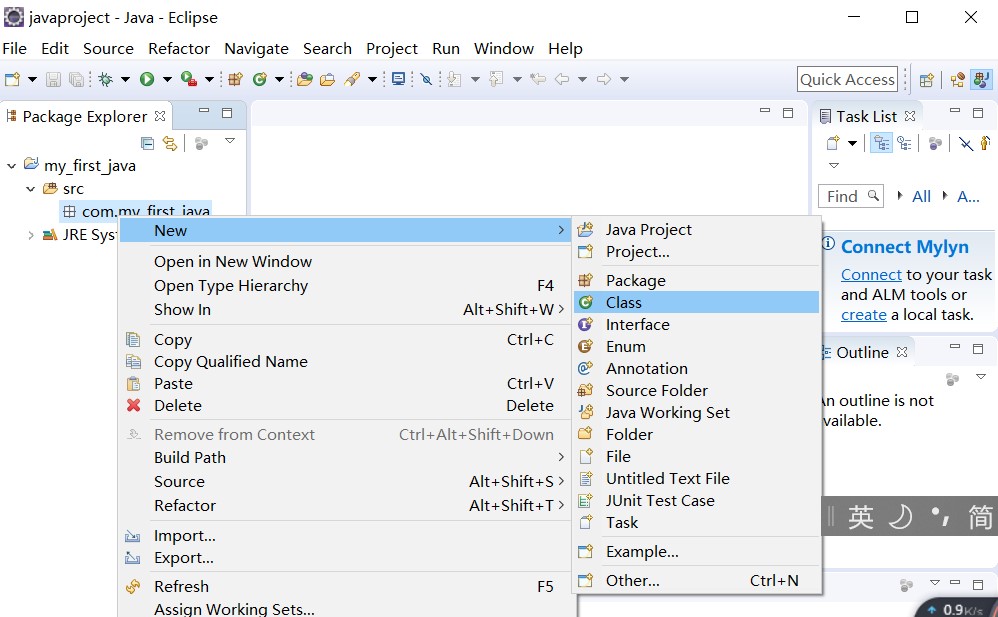 javaproject - Java - Eclipse
File Edit Source Refactor Navigate Search Project Run Window Help
Quick Access
Package Explorer
my_first_java
src
com.my_first_java
JRE Sys
New
Open in New Window
Open Type Hierarchy F4
Show In Alt+Shift+W
Copy Ctrl+C
Copy Qualified Name
Paste Ctrl+V
Delete Delete
Remove from Context Ctrl+Alt+Shift+Down
Build Path
Source Alt+Shift+S
Refactor Alt+Shift+T
Import...
Export...
Refresh F5
Assign Working Sets...
Java Project
Project...
Package
Class
Interface
Enum
Annotation
Source Folder
Java Working Set
Folder
File
Untitled Text File
JUnit Test Case
Task
Example...
Other... Ctrl+N
Task List
Find All A...
Connect Mylyn
Connect to your task
and ALM tools or
create a local task.
Outline
An outline is not
available.
英 简
0.9K/s